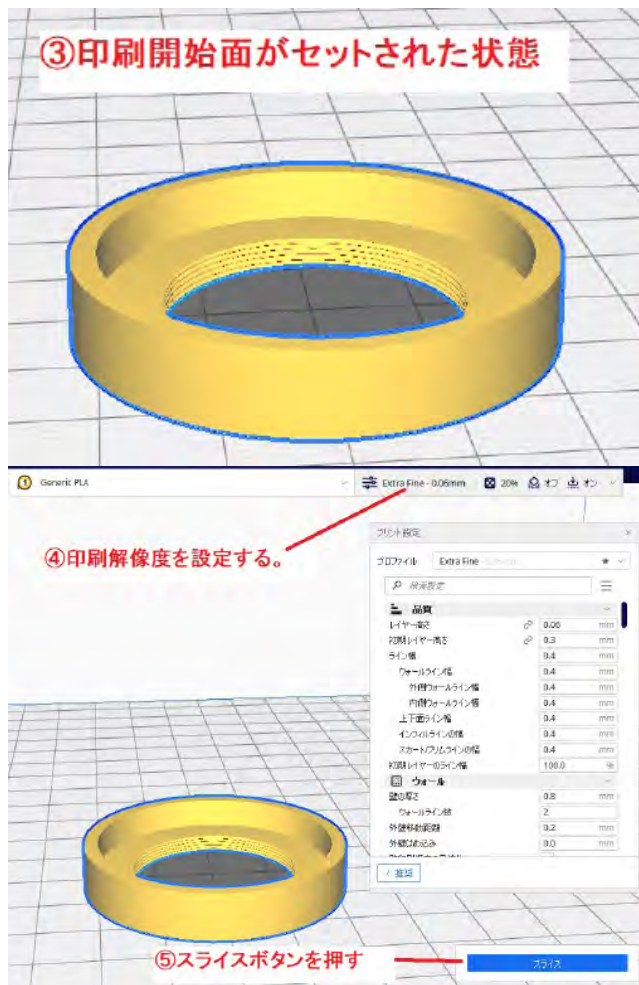 ③印刷開始面がセットされた状態
1 Generic PLA
Extra Fine - 0.06mm 20% オフ オン
④印刷解像度を設定する。
プリント設定 ×
プロファイル Extra Fine
検索設定
品質
レイヤー高さ 0.06 mm
初期レイヤー高さ 0.3 mm
ライン幅 0.4 mm
ウォールライン幅 0.4 mm
外側ウォールライン幅 0.4 mm
内側ウォールライン幅 0.4 mm
上下面ライン幅 0.4 mm
インフィルラインの幅 0.4 mm
スカート/ブリムラインの幅 0.4 mm
初期レイヤーのライン幅 100.0 %
ウォール
壁の厚さ 0.8 mm
ウォールライン数 2
外壁移動距離 0.2 mm
外壁はめ込み 0.0 mm
< 推奨
⑤スライスボタンを押す
スライス